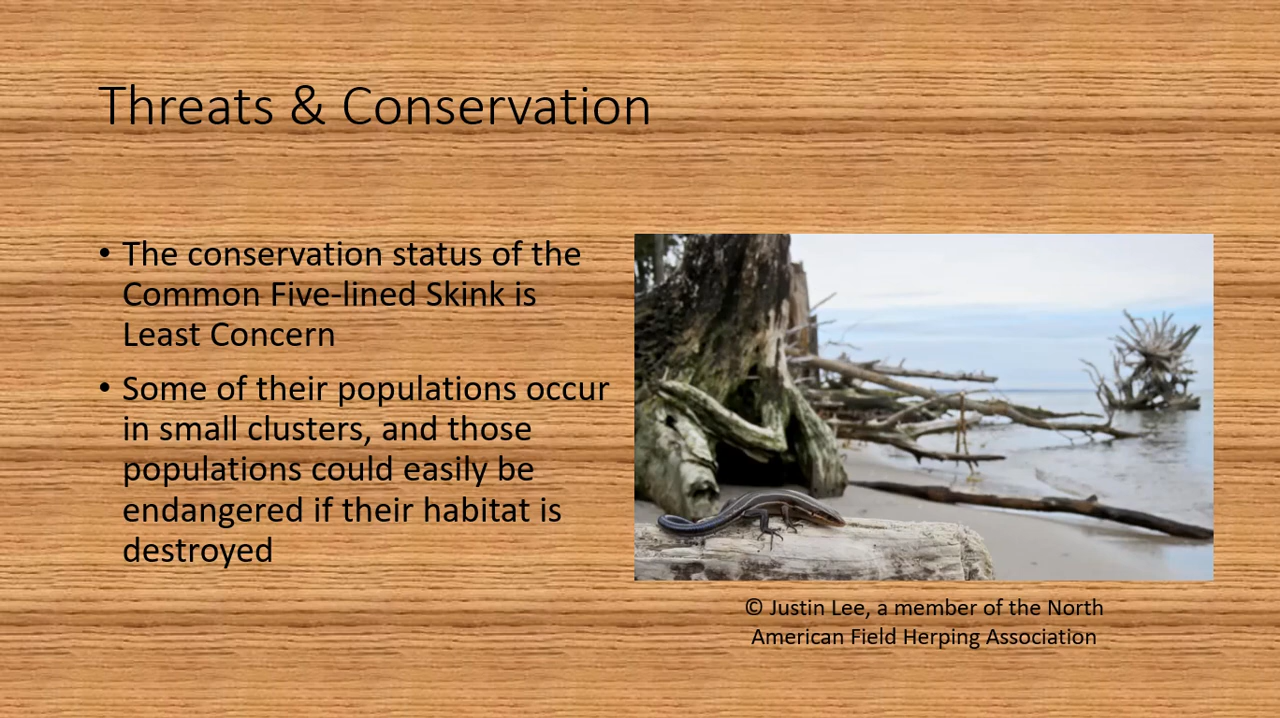 Threats & Conservation
• The conservation status of the
Common Five-lined Skink is
Least Concern
• Some of their populations occur
in small clusters, and those
populations could easily be
endangered if their habitat is
destroyed
© Justin Lee, a member of the North
American Field Herping Association